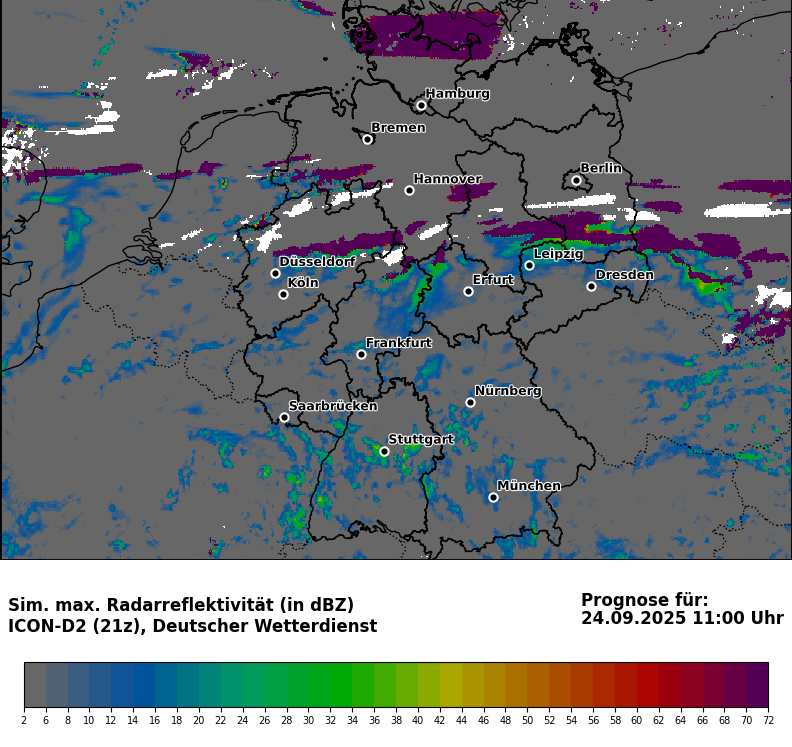 Hamburg
Bremen
Berlin
Hannover
Leipzig
Düsseldorf
Dresden
Erfurt
Köln
Frankfurt
Nürnberg
Saarbrücken
Stuttgart
München
Sim. max. Radarreflektivität (in dBZ)
ICON-D2 (21z), Deutscher Wetterdienst
Prognose für:
24.09.2025 11:00 Uhr
2 6 8 10 12 14 16 18 20 22 24 26 28 30 32 34 36 38 40 42 44 46 48 50 52 54 56 58 60 62 64 66 68 70 72